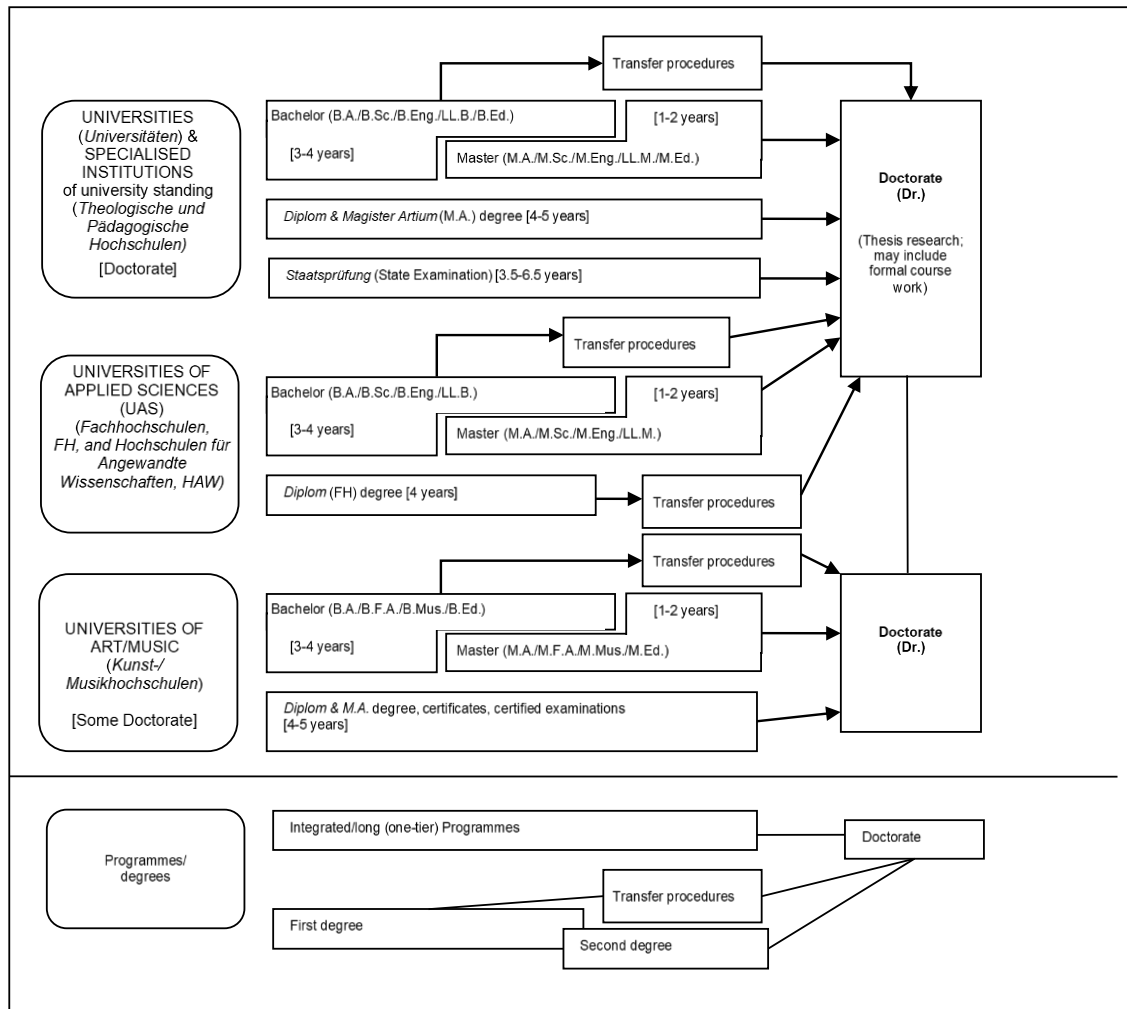 Transfer procedures
UNIVERSITIES
(Universitäten) &
SPECIALISED
INSTITUTIONS
of university standing
(Theologische und
Pädagogische
Hochschulen)
[Doctorate]
Bachelor (B.A./B.Sc./B.Eng./LL.B./B.Ed.)
[3-4 years]
[1-2 years]
Master (M.A./M.Sc./M.Eng./LL.M./M.Ed.)
Diplom & Magister Artium (M.A.) degree [4-5 years]
Staatsprüfung (State Examination) [3.5-6.5 years]
Doctorate
(Dr.)
(Thesis research;
may include
formal course
work)
UNIVERSITIES OF
APPLIED SCIENCES
(UAS)
(Fachhochschulen,
FH, and Hochschulen für
Angewandte
Wissenschaften, HAW)
Transfer procedures
Bachelor (B.A./B.Sc./B.Eng./LL.B.)
[3-4 years]
[1-2 years]
Master (M.A./M.Sc./M.Eng./LL.M.)
Diplom (FH) degree [4 years]
Transfer procedures
Transfer procedures
UNIVERSITIES OF
ART/MUSIC
(Kunst-/
Musikhochschulen)
[Some Doctorate]
Bachelor (B.A./B.F.A./B.Mus./B.Ed.)
[3-4 years]
[1-2 years]
Master (M.A./M.F.A./M.Mus./M.Ed.)
Diplom & M.A. degree, certificates, certified examinations
[4-5 years]
Doctorate
(Dr.)
Programmes/
degrees
Integrated/long (one-tier) Programmes
Doctorate
Transfer procedures
First degree
Second degree